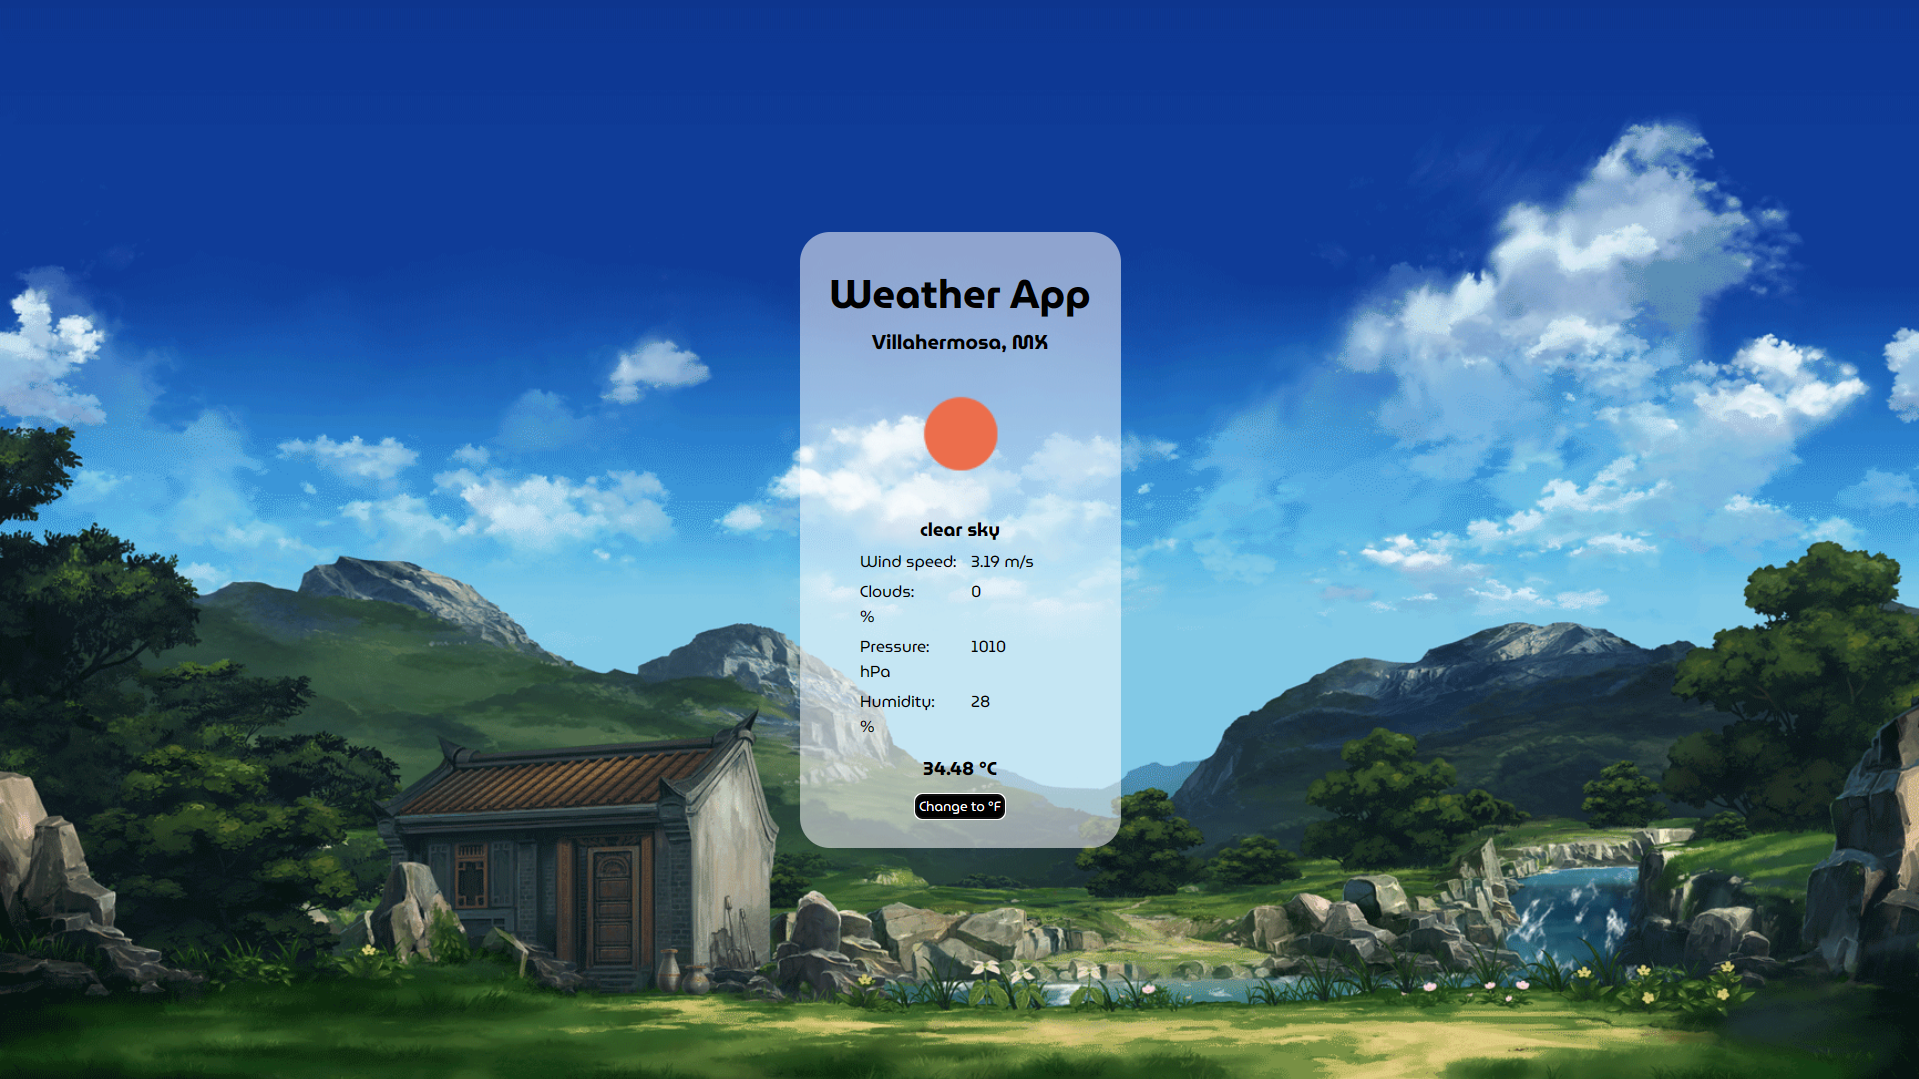 Weather App
Villahermosa, MX
clear sky
Wind speed: 3.19 m/s
Clouds: 0
%
Pressure: 1010
hPa
Humidity: 28
%
34.48 °C
Change to °F